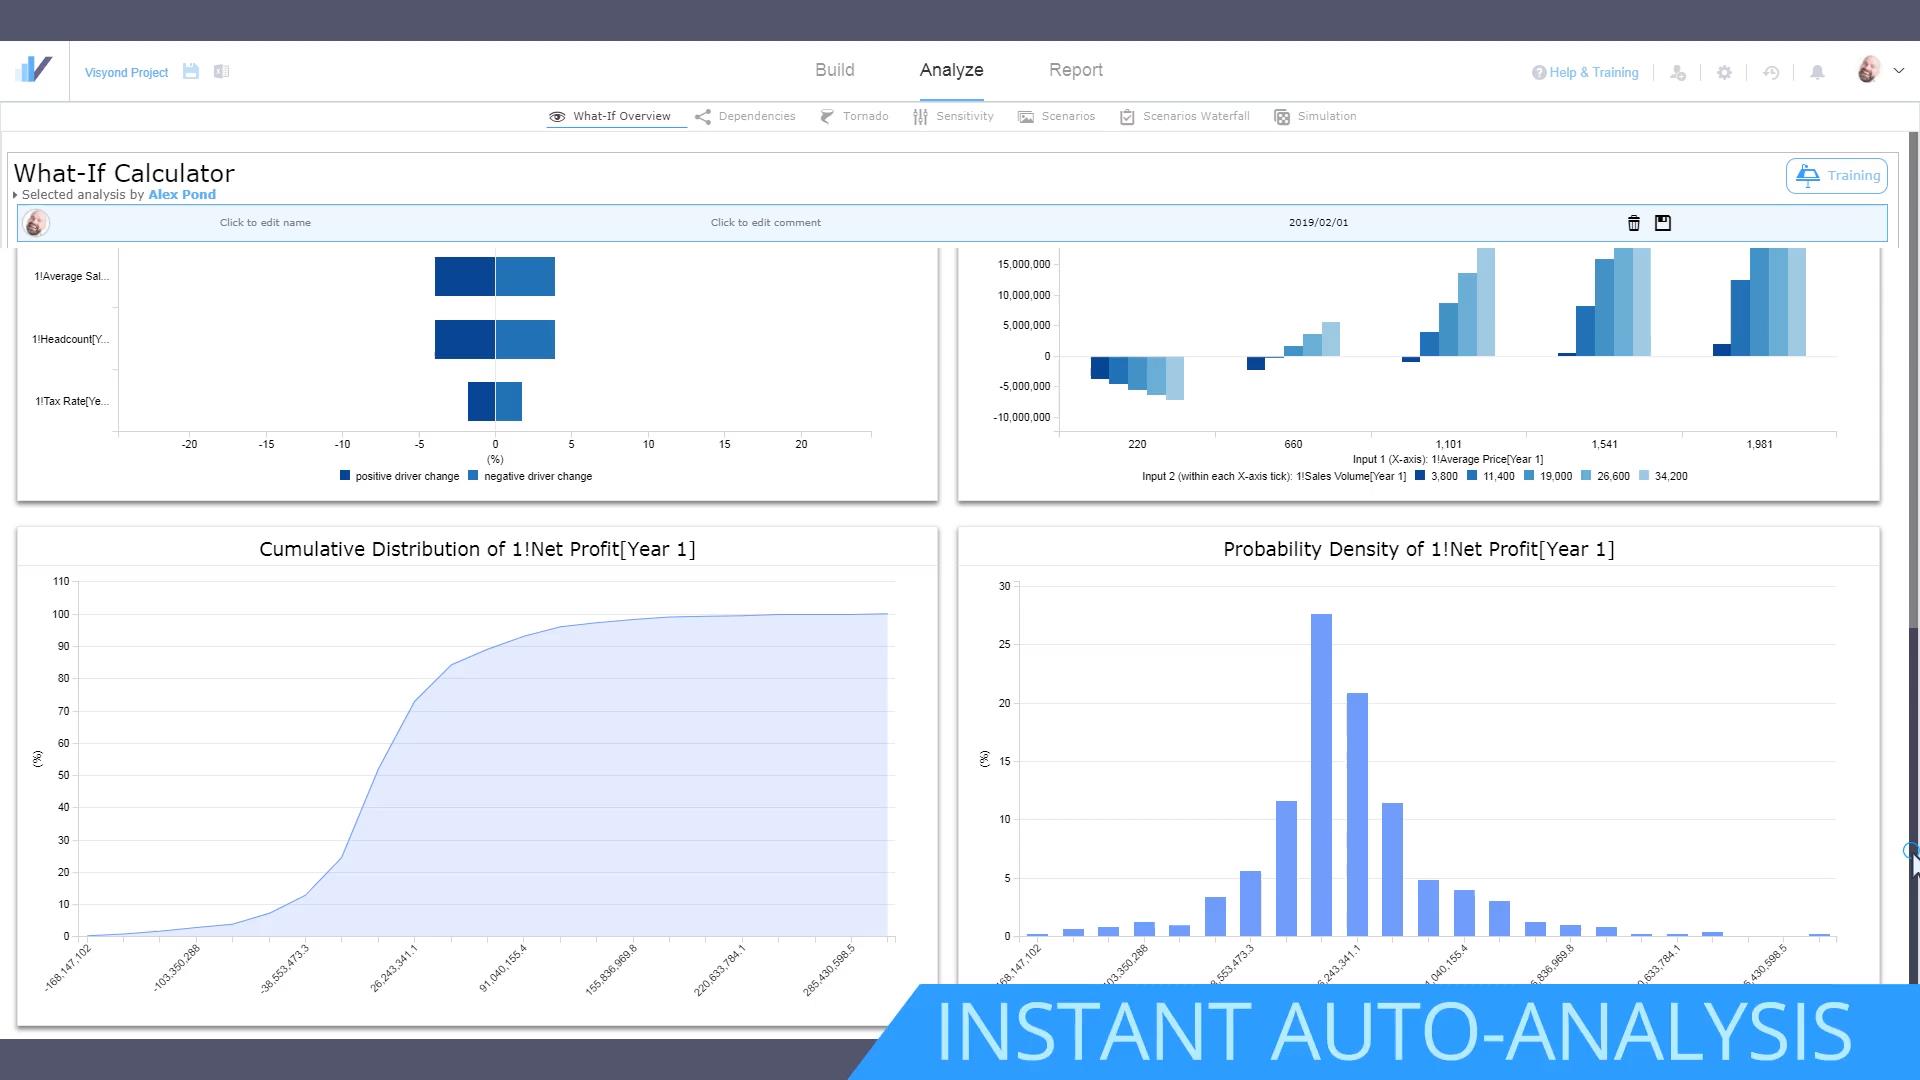 Visyond Project
Build
Analyze
Report
Help & Training
What-If Overview
Dependencies
Tornado
Sensitivity
Scenarios
Scenarios Waterfall
Simulation
What-If Calculator
Selected analysis by Alex Pond
Training
Click to edit name
Click to edit comment
2019/02/01
1!Average Sal...
1!Headcount[Y...
1!Tax Rate[Ye...
-20 -15 -10 -5 0 5 10 15 20
(%)
positive driver change negative driver change
15,000,000
10,000,000
5,000,000
0
-5,000,000
-10,000,000
220 660 1,101 1,541 1,981
Input 1 (X-axis): 1!Average Price[Year 1]
Input 2 (within each X-axis tick): 1!Sales Volume[Year 1] 3,800 11,400 19,000 26,600 34,200
Cumulative Distribution of 1!Net Profit[Year 1]
110
100
90
80
70
60
50
40
30
20
10
0
(%)
-168,147,102 -103,350,288 -38,553,473.3 26,243,341.1 91,040,155.4 155,836,969.8 220,633,784.1 285,430,598.5
Probability Density of 1!Net Profit[Year 1]
30
25
20
15
10
5
0
(%)
68,147,102 03,350,288 ,553,473.3 6,243,341.1 1,040,155.4 5,836,969.8 0,633,784.1 5,430,598.5
INSTANT AUTO-ANALYSIS